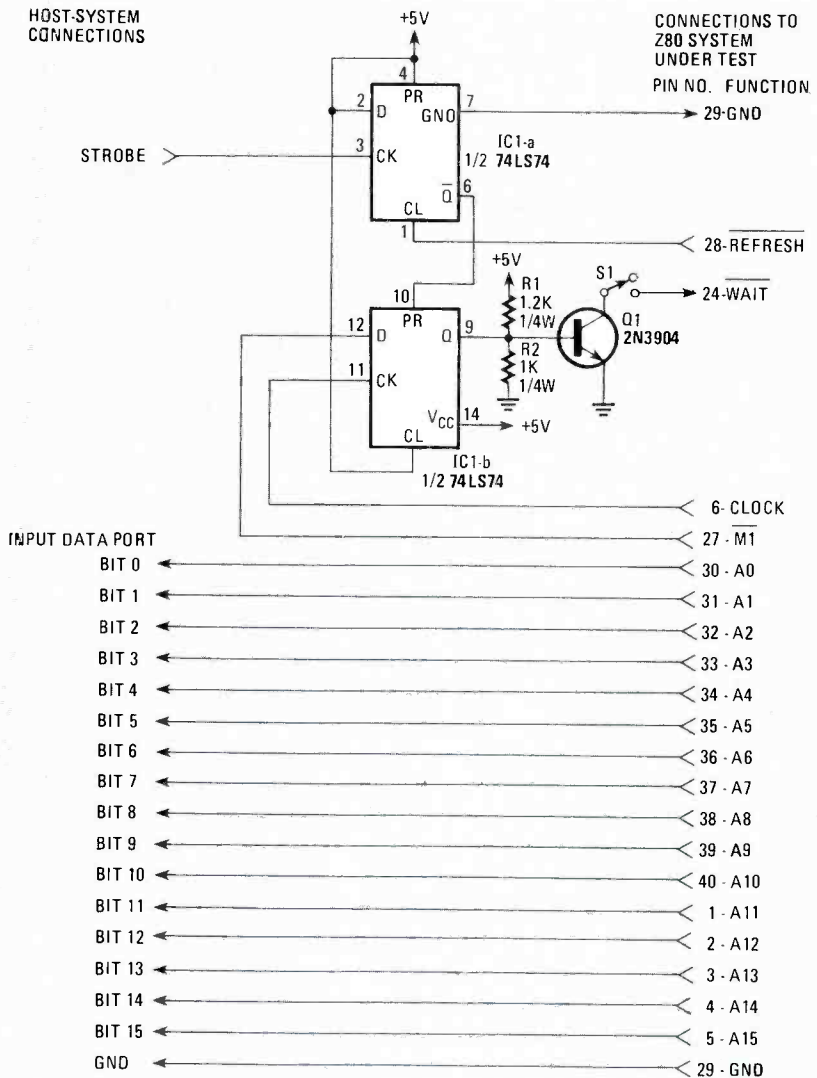 HOST-SYSTEM
CONNECTIONS
+5V
CONNECTIONS TO
Z80 SYSTEM
UNDER TEST
PIN NO. FUNCTION
4
PR
2
D
GND
7
29-GND
IC1-a
1/2 74LS74
STROBE
3
CK
Q
6
CL
1
28-REFRESH
+5V
R1
1.2K
1/4W
S1
24-WAIT
10
PR
12
D
Q
9
Q1
2N3904
R2
1K
1/4W
11
CK
VCC
14
+5V
CL
IC1-b
1/2 74LS74
6- CLOCK
27 - M1
INPUT DATA PORT
BIT 0
30 - A0
BIT 1
31 - A1
BIT 2
32 - A2
BIT 3
33 - A3
BIT 4
34 - A4
BIT 5
35 - A5
BIT 6
36 - A6
BIT 7
37 - A7
BIT 8
38 - A8
BIT 9
39 - A9
BIT 10
40 - A10
BIT 11
1 - A11
BIT 12
2 - A12
BIT 13
3 - A13
BIT 14
4 - A14
BIT 15
5 - A15
GND
29 - GND